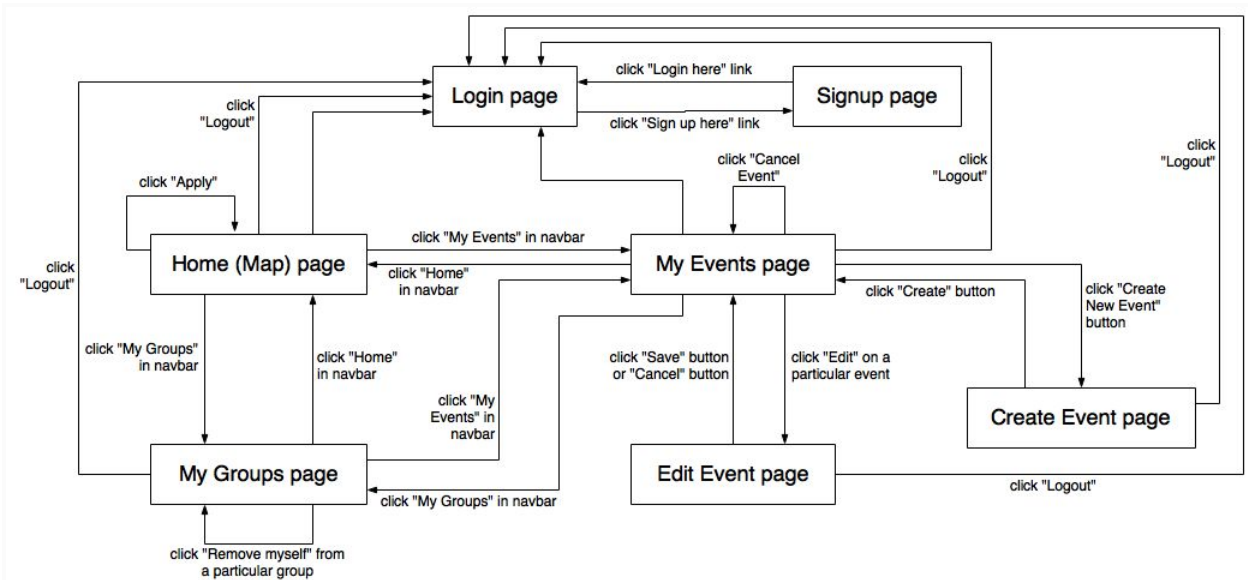 click "Login here" link
Login page
Signup page
click
"Logout"
click "Sign up here" link
click "Cancel
Event"
click
"Logout"
click
"Logout"
click "Apply"
click "My Events" in navbar
Home (Map) page
My Events page
click
"Logout"
click "Home"
in navbar
click "Create" button
click "Create
New Event"
button
click "My Groups"
in navbar
click "Home"
in navbar
click "Save" button
or "Cancel" button
click "Edit" on a
particular event
click "My
Events" in
navbar
Create Event page
My Groups page
Edit Event page
click "Logout"
click "My Groups" in navbar
click "Remove myself" from
a particular group